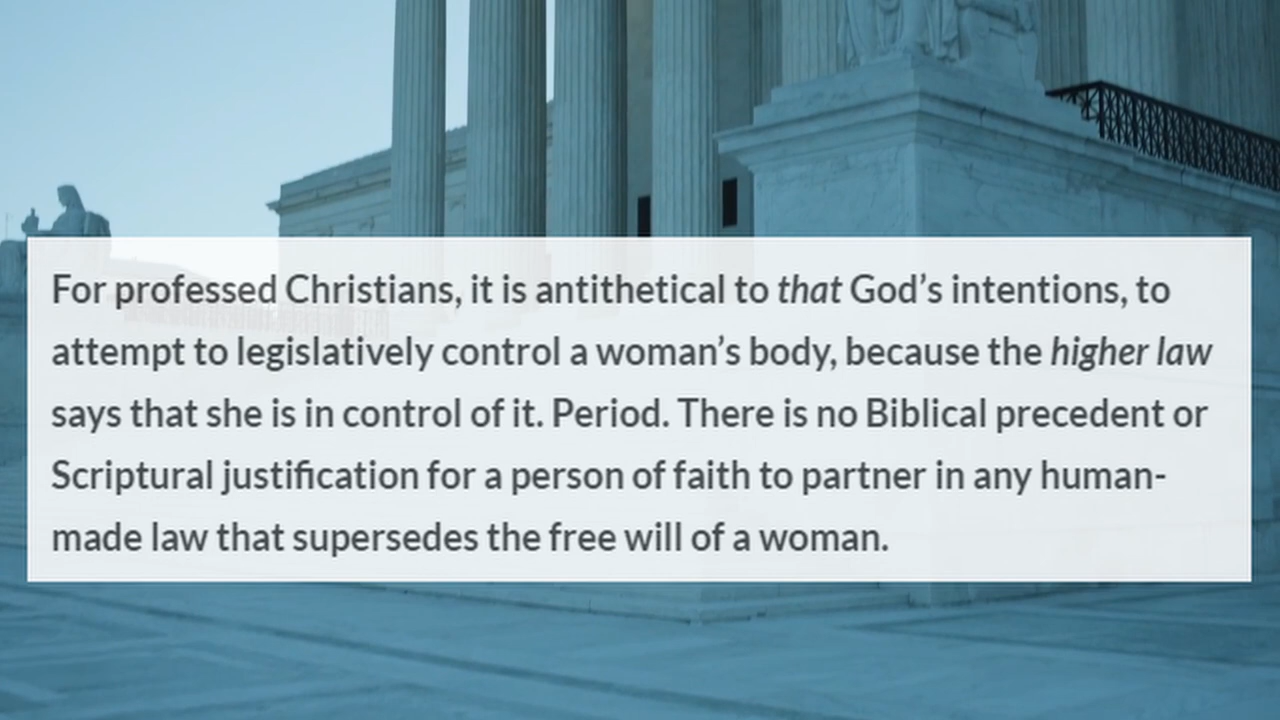 For professed Christians, it is antithetical to that God’s intentions, to
attempt to legislatively control a woman’s body, because the higher law
says that she is in control of it. Period. There is no Biblical precedent or
Scriptural justification for a person of faith to partner in any human-
made law that supersedes the free will of a woman.